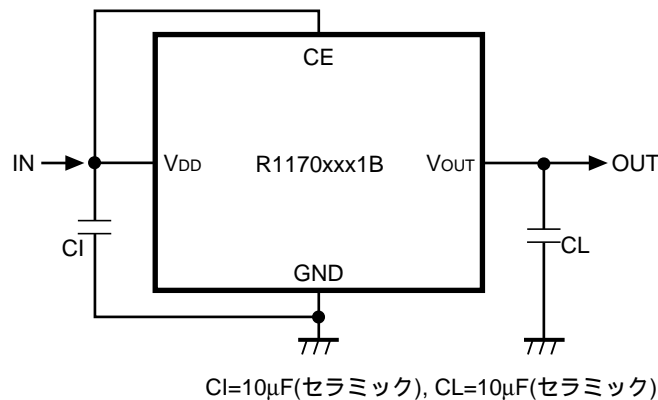 CE
IN
VDD
R1170xxx1B
VOUT
OUT
CI
CL
GND
CI=10μF(セラミック), CL=10μF(セラミック)